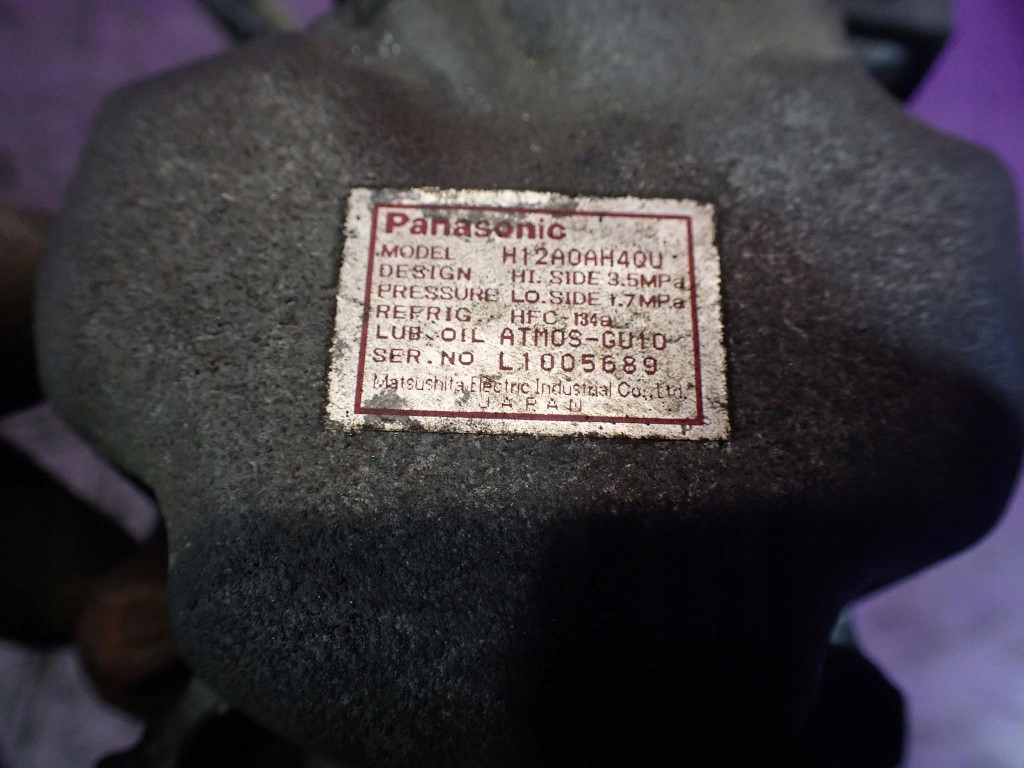 Panasonic
MODEL H12A0AH4QU
DESIGN HI. SIDE 3.5MPa
PRESSURE LO. SIDE 1.7MPa
REFRIG. HFC-134a
LUB. OIL ATMOS-GU10
SER. NO L1005689
Matsushita Electric Industrial Co., Ltd.
JAPAN